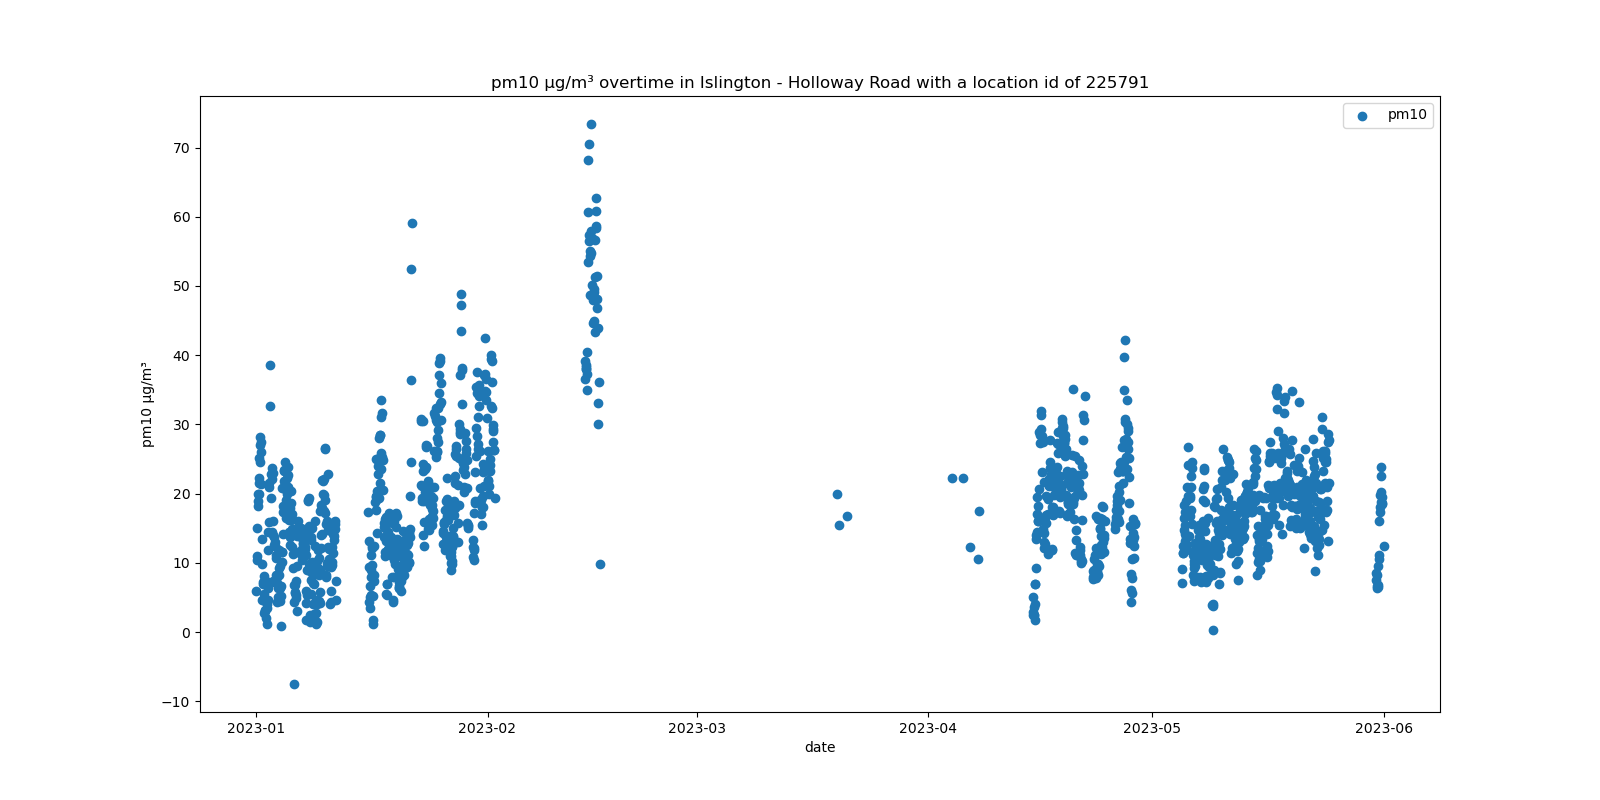 pm10 µg/m³ overtime in Islington - Holloway Road with a location id of 225791
pm10
70
60
50
40
30
20
10
0
−10
pm10 µg/m³
2023-01 2023-02 2023-03 2023-04 2023-05 2023-06
date